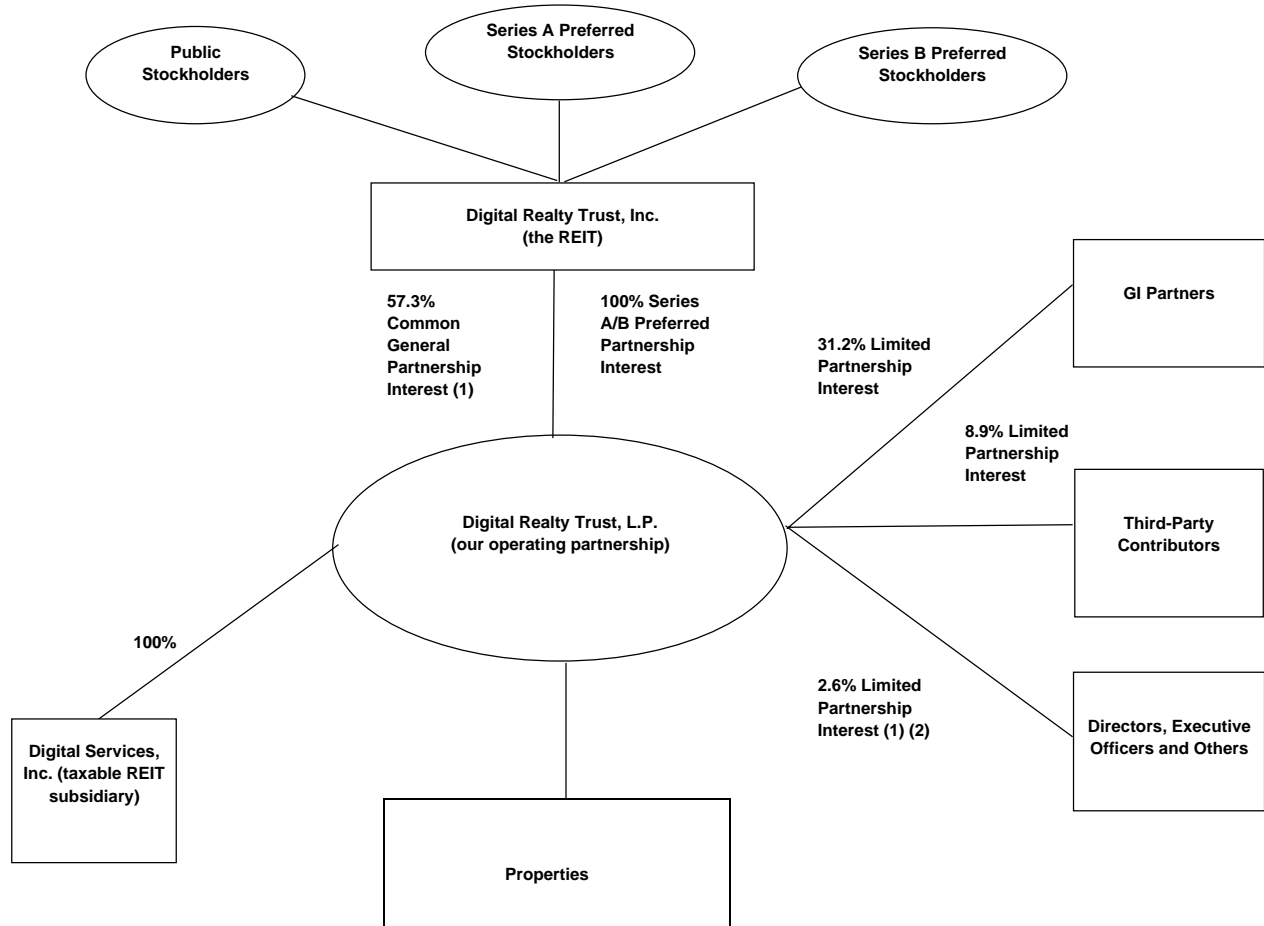 Public
Stockholders
Series A Preferred
Stockholders
Series B Preferred
Stockholders
Digital Realty Trust, Inc.
(the REIT)
57.3%
Common
General
Partnership
Interest (1)
100% Series
A/B Preferred
Partnership
Interest
GI Partners
31.2% Limited
Partnership
Interest
8.9% Limited
Partnership
Interest
Digital Realty Trust, L.P.
(our operating partnership)
Third-Party
Contributors
100%
2.6% Limited
Partnership
Interest (1) (2)
Directors, Executive
Officers and Others
Digital Services,
Inc. (taxable REIT
subsidiary)
Properties